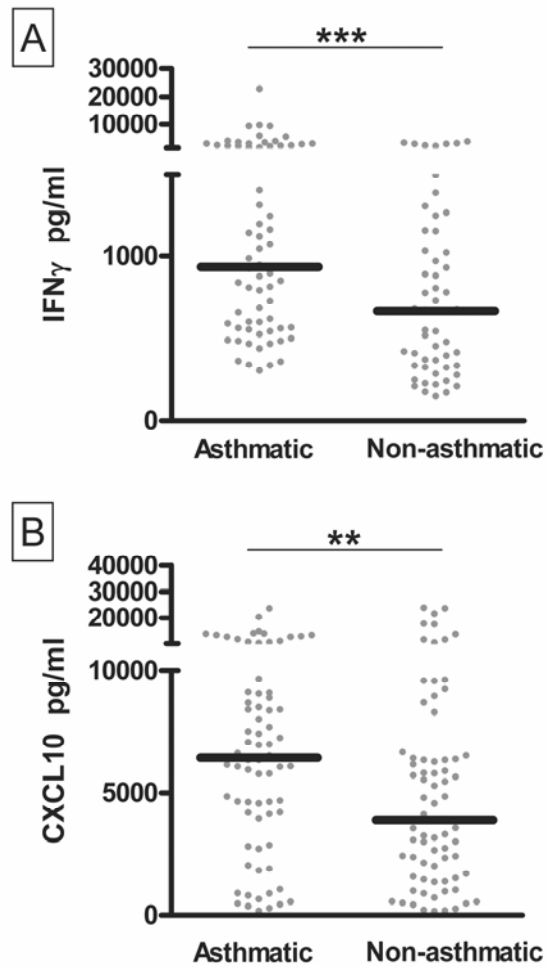 A
***
30000
20000
10000
1000
0
IFNγ pg/ml
Asthmatic Non-asthmatic
B
**
40000
30000
20000
10000
5000
0
CXCL10 pg/ml
Asthmatic Non-asthmatic